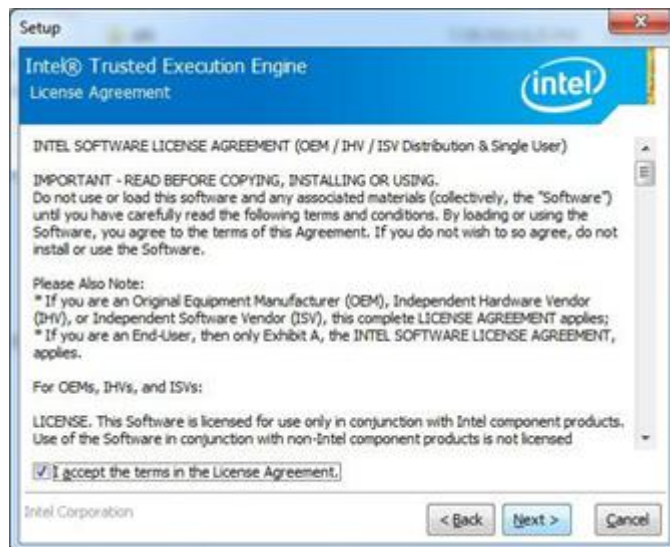 Setup
Intel® Trusted Execution Engine
License Agreement
intel
INTEL SOFTWARE LICENSE AGREEMENT (OEM / IHV / ISV Distribution & Single User)
IMPORTANT - READ BEFORE COPYING, INSTALLING OR USING.
Do not use or load this software and any associated materials (collectively, the "Software")
until you have carefully read the following terms and conditions. By loading or using the
Software, you agree to the terms of this Agreement. If you do not wish to so agree, do not
install or use the Software.
Please Also Note:
* If you are an Original Equipment Manufacturer (OEM), Independent Hardware Vendor
(IHV), or Independent Software Vendor (ISV), this complete LICENSE AGREEMENT applies;
* If you are an End-User, then only Exhibit A, the INTEL SOFTWARE LICENSE AGREEMENT,
applies.
For OEMs, IHVs, and ISVs:
LICENSE. This Software is licensed for use only in conjunction with Intel component products.
Use of the Software in conjunction with non-Intel component products is not licensed
I accept the terms in the License Agreement.
Intel Corporation
< Back
Next >
Cancel